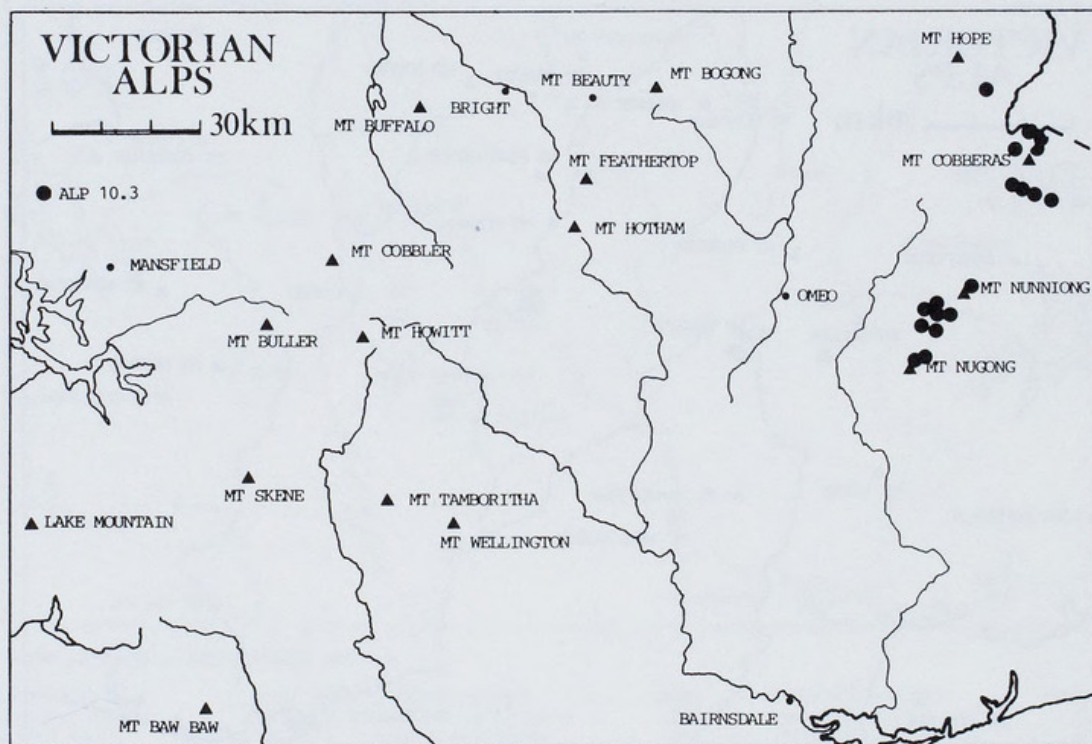 VICTORIAN
ALPS
30km
ALP 10.3
MT HOPE
MT BEAUTY
MT BOGONG
BRIGHT
MT BUFFALO
MT FEATHERTOP
MT COBBERAS
MT HOTHAM
MT COBBLER
MANSFIELD
OMEO
MT NUNNIONG
MT BULLER
MT HOWITT
MT NUGONG
MT SKENE
MT TAMBORITHA
LAKE MOUNTAIN
MT WELLINGTON
BAIRNSDALE
MT BAW BAW